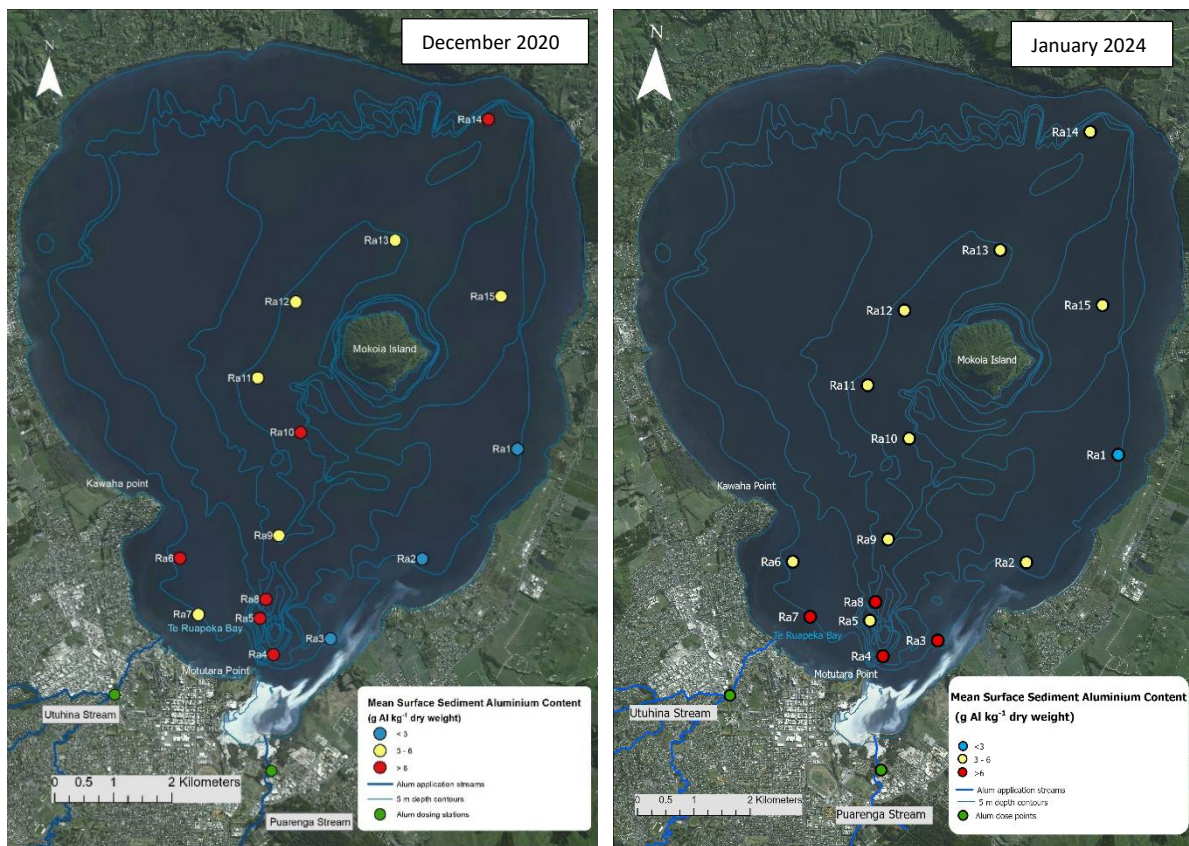 December 2020
N
Ra14
Ra13
Ra15
Ra12
Mokoia Island
Ra11
Ra10
Ra1
Kawaha point
Ra9
Ra6
Ra2
Ra8
Ra7
Ra5
Te Ruapeka Bay
Ra3
Ra4
Motutara Point
Utuhina Stream
Mean Surface Sediment Aluminium Content
(g Al kg⁻¹ dry weight)
< 3
3 - 6
> 6
Alum application streams
5 m depth contours
Alum dosing stations
0 0.5 1 2 Kilometers
Puarenga Stream
January 2024
N
Ra14
Ra13
Ra15
Ra12
Mokoia Island
Ra11
Ra10
Ra1
Kawaha Point
Ra9
Ra6
Ra2
Ra8
Ra7
Ra5
Te Ruapeka Bay
Ra3
Ra4
Motutara Point
Utuhina Stream
Mean Surface Sediment Aluminium Content
(g Al kg⁻¹ dry weight)
<3
3 - 6
>6
Alum application streams
5 m depth contours
Alum dose points
0 0.5 1 2 Kilometers
Puarenga Stream